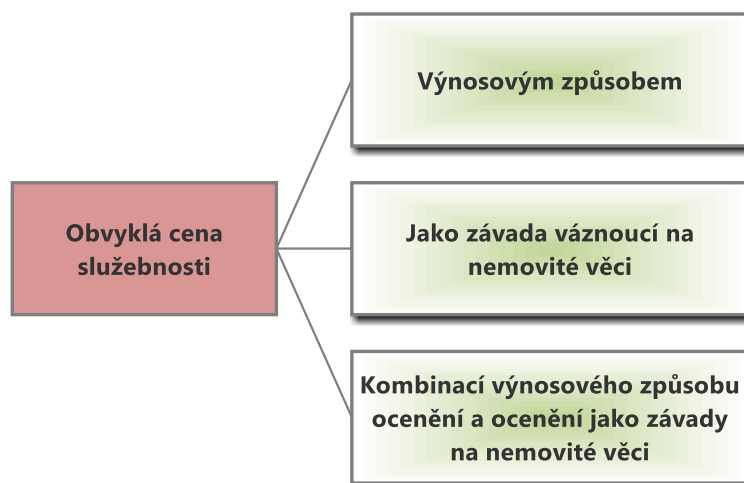 Výnosovým způsobem
Obvyklá cena
služebnosti
Jako závada váznoucí na
nemovité věci
Kombinací výnosového způsobu
ocenění a ocenění jako závady
na nemovité věci